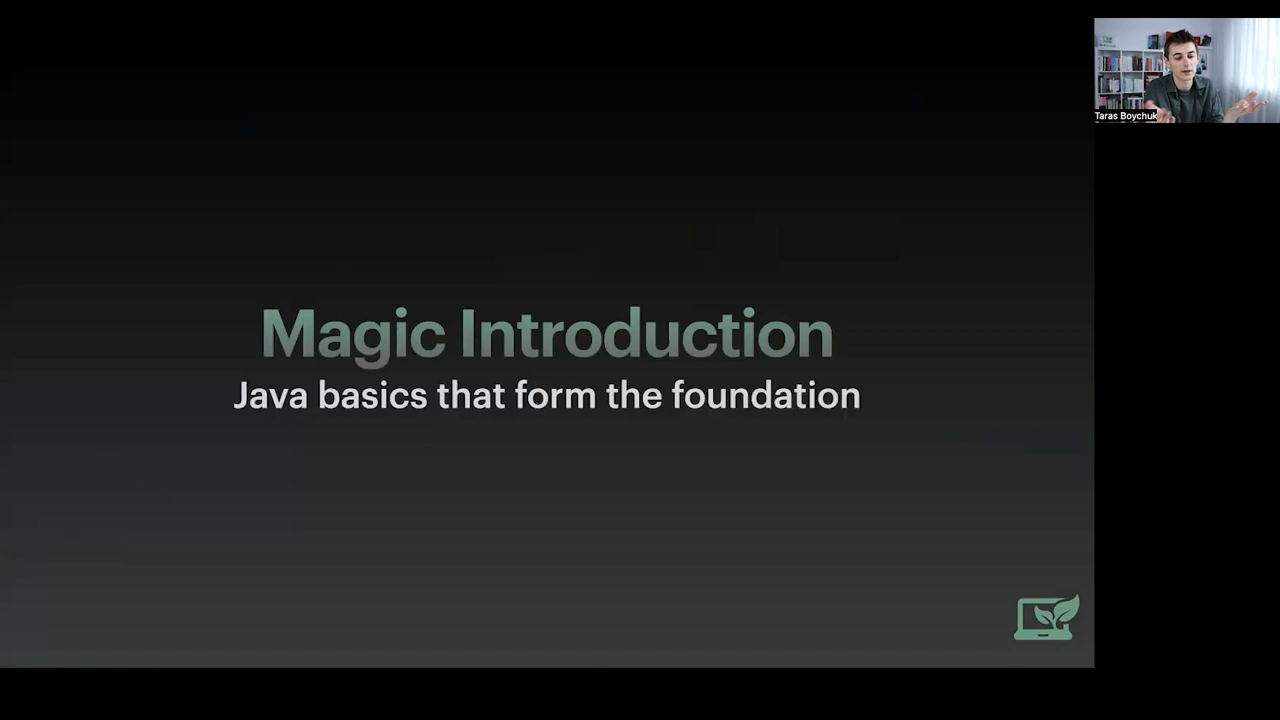 Magic Introduction
Java basics that form the foundation
Taras Boychuk